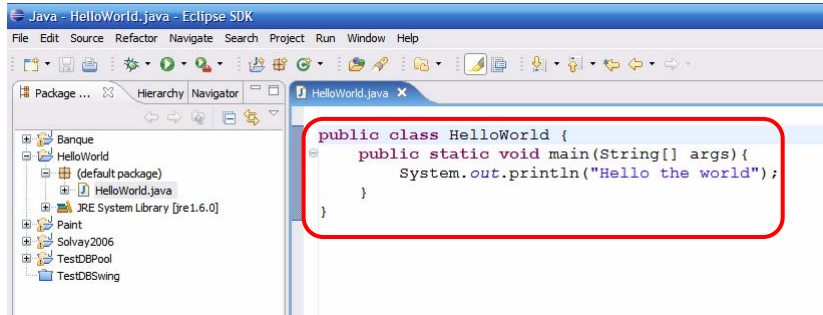 Java - HelloWorld.java - Eclipse SDK
File Edit Source Refactor Navigate Search Project Run Window Help
Package ... Hierarchy Navigator
HelloWorld.java
Banque
HelloWorld
(default package)
HelloWorld.java
JRE System Library [jre1.6.0]
Paint
Solvay2006
TestDBPool
TestDBSwing
public class HelloWorld {
public static void main(String[] args){
System.out.println("Hello the world");
}
}